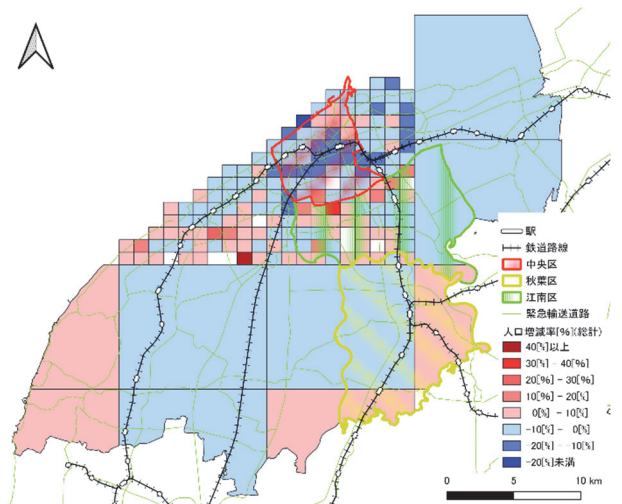 駅
鉄道路線
中央区
秋葉区
江南区
緊急輸送道路
人口増減率[%](総計)
40[%]以上
30[%] - 40[%]
20[%] - 30[%]
10[%] - 20[%]
0[%] - 10[%]
-10[%] - 0[%]
-20[%] - -10[%]
-20[%]未満
0 5 10 km